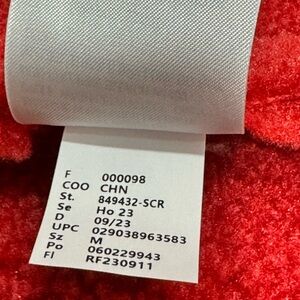 F 000098
COO CHN
St. 849432-SCR
Se Ho 23
D 09/23
UPC 029038963583
Sz M
Po 060229943
Fl RF230911